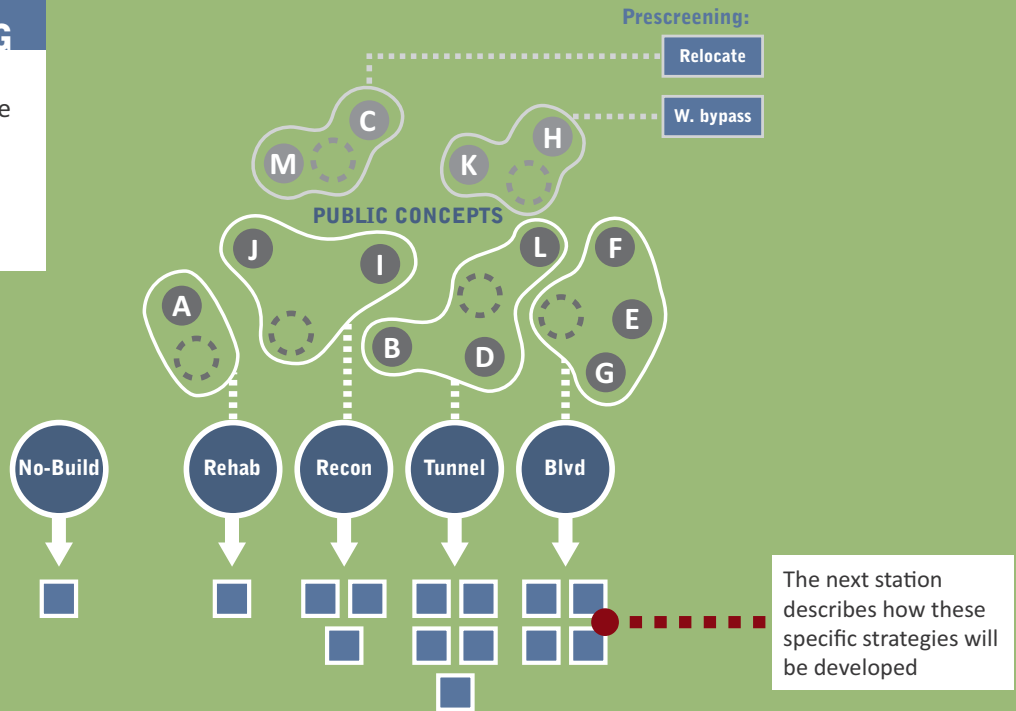 G
e
Prescreening:
Relocate
W. bypass
C
M
H
K
PUBLIC CONCEPTS
J
I
L
F
A
E
B
D
G
No-Build
Rehab
Recon
Tunnel
Blvd
The next station
describes how these
specific strategies will
be developed